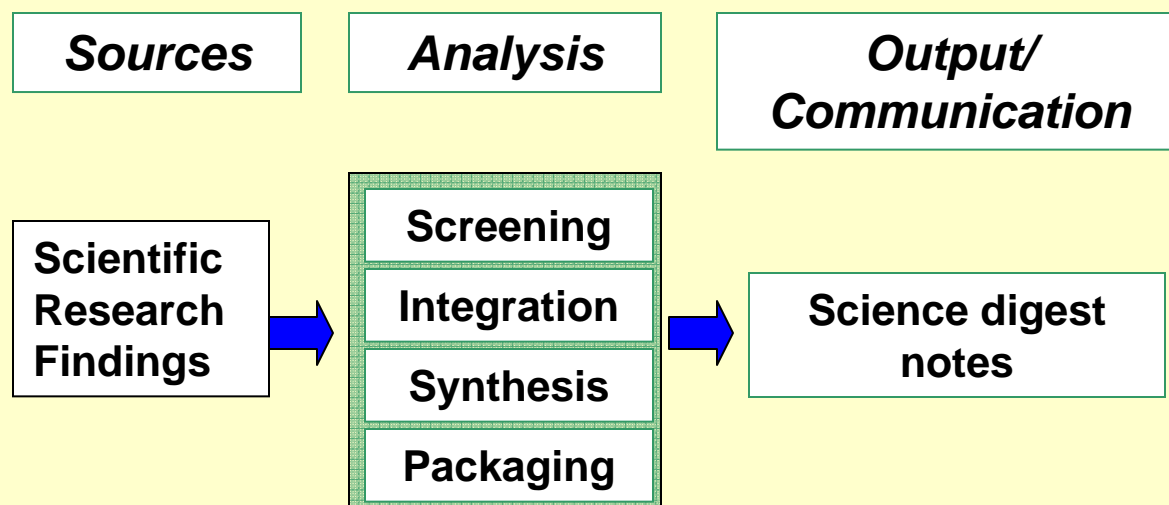 Sources
Analysis
Output/
Communication
Scientific
Research
Findings
Screening
Integration
Synthesis
Packaging
Science digest
notes